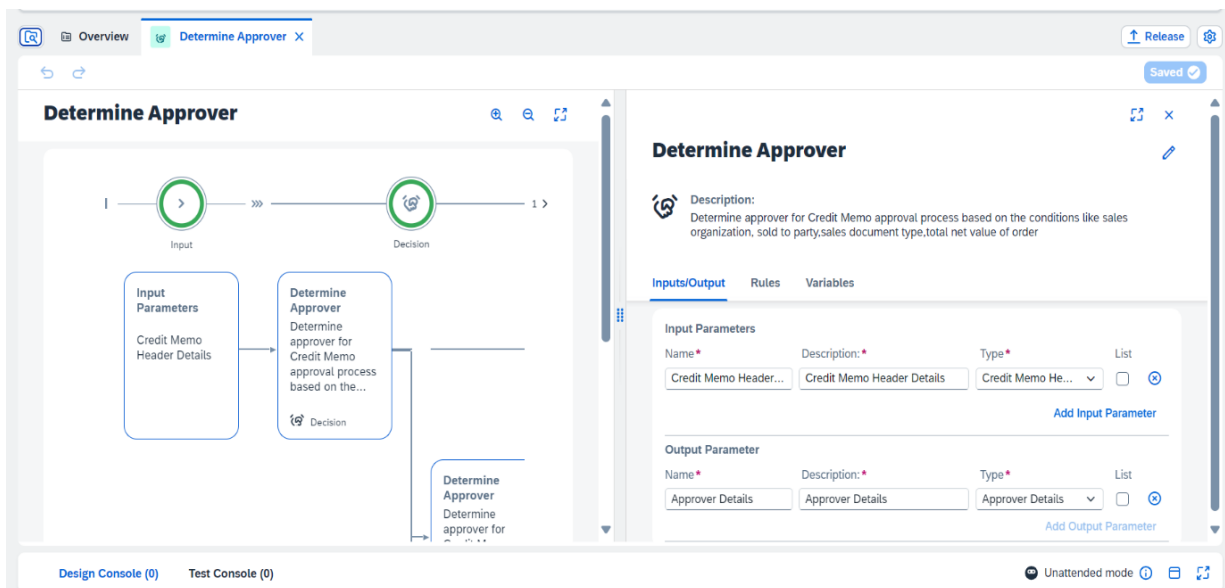 Overview
Determine Approver
Release
Saved
Determine Approver
1
Input
Decision
Input
Parameters
Credit Memo
Header Details
Determine
Approver
Determine
approver for
Credit Memo
approval process
based on the...
Decision
Determine
Approver
Determine
approver for
Determine Approver
Description:
Determine approver for Credit Memo approval process based on the conditions like sales
organization, sold to party,sales document type,total net value of order
Inputs/Output Rules Variables
Input Parameters
Name* Description:* Type* List
Credit Memo Header... Credit Memo Header Details Credit Memo He...
Add Input Parameter
Output Parameter
Name* Description:* Type* List
Approver Details Approver Details Approver Details
Add Output Parameter
Design Console (0) Test Console (0) Unattended mode